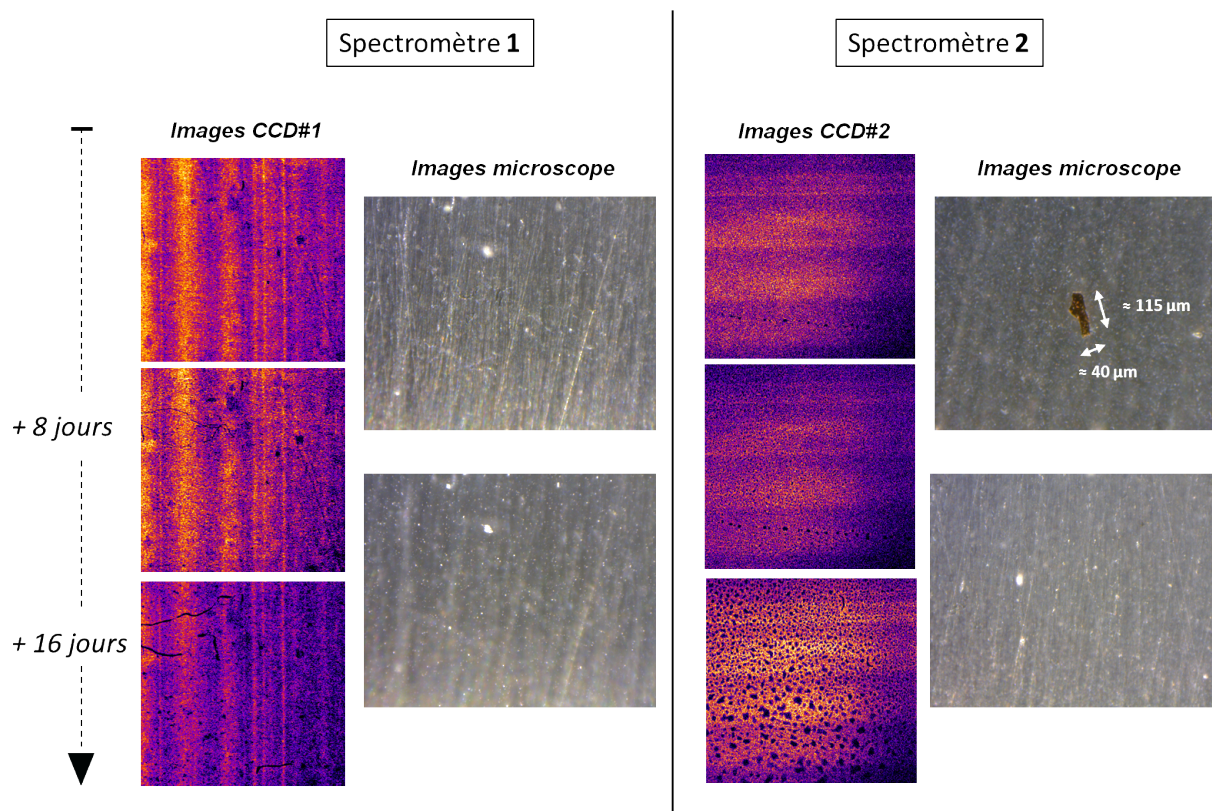 Spectromètre 1
Images CCD#1
Images microscope
+ 8 jours
+ 16 jours
Spectromètre 2
Images CCD#2
Images microscope
≈ 115 µm
≈ 40 µm